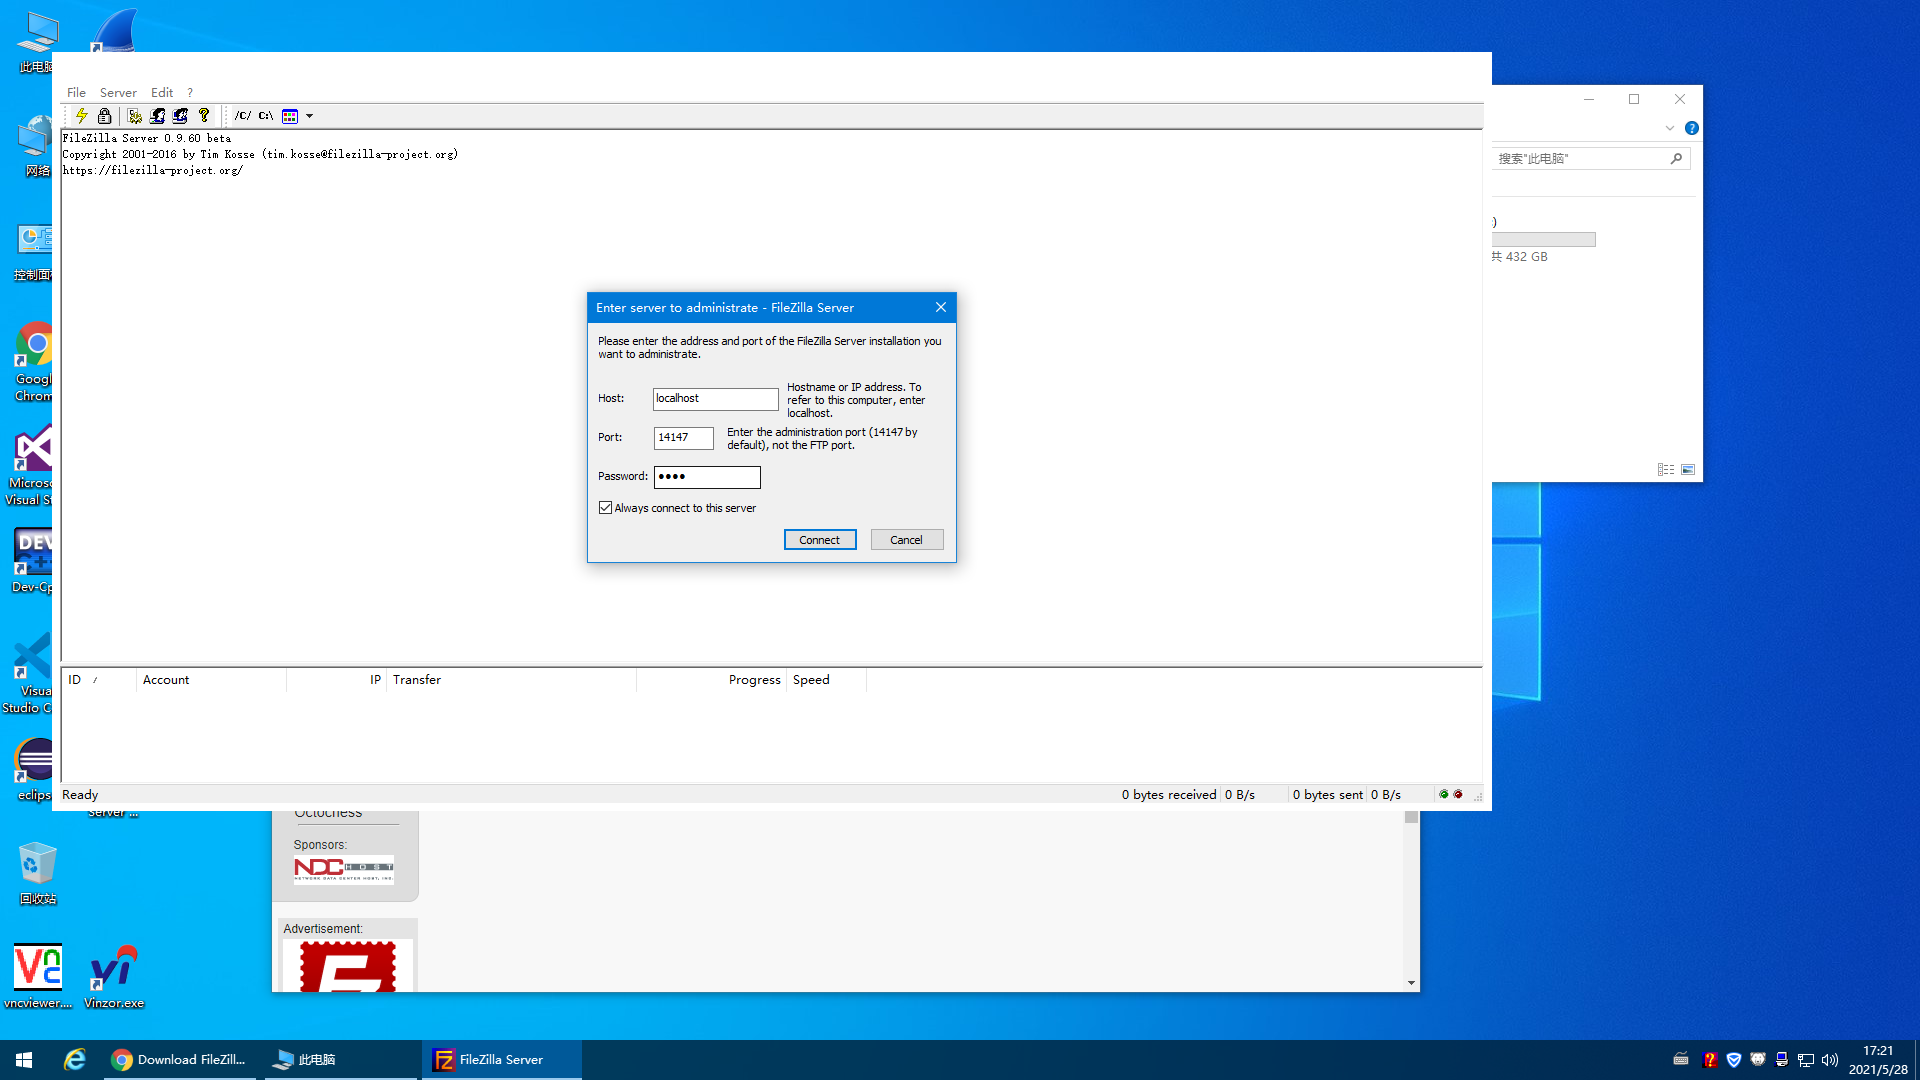 此电脑
File Server Edit ?
/C/ C:\
FileZilla Server 0.9.60 beta
Copyright 2001-2016 by Tim Kosse (tim.kosse@filezilla-project.org)
https://filezilla-project.org/
网络
搜索"此电脑"
共 432 GB
控制面
Enter server to administrate - FileZilla Server
Please enter the address and port of the FileZilla Server installation you
want to administrate.
Host:
localhost
Hostname or IP address. To
refer to this computer, enter
localhost.
Port:
14147
Enter the administration port (14147 by
default), not the FTP port.
Password:
••••
Always connect to this server
Connect
Cancel
Googl
Chrom
Microso
Visual St
DEV
C++
Dev-Cp
Visua
Studio C
eclips
ID / Account IP Transfer Progress Speed
Ready
0 bytes received 0 B/s 0 bytes sent 0 B/s
Server ...
Octochess
Sponsors:
NDC HOST
NETWORK DATA CENTER HOST, INC.
Advertisement:
回收站
vncviewer....
Vinzor.exe
Download FileZill...
此电脑
FileZilla Server
17:21
2021/5/28